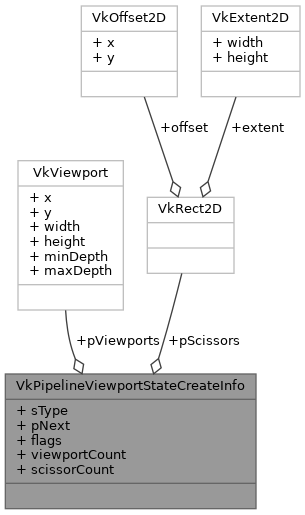 VkOffset2D
+ x
+ y
VkExtent2D
+ width
+ height
+offset
+extent
VkViewport
+ x
+ y
+ width
+ height
+ minDepth
+ maxDepth
VkRect2D
+pViewports
+pScissors
VkPipelineViewportStateCreateInfo
+ sType
+ pNext
+ flags
+ viewportCount
+ scissorCount